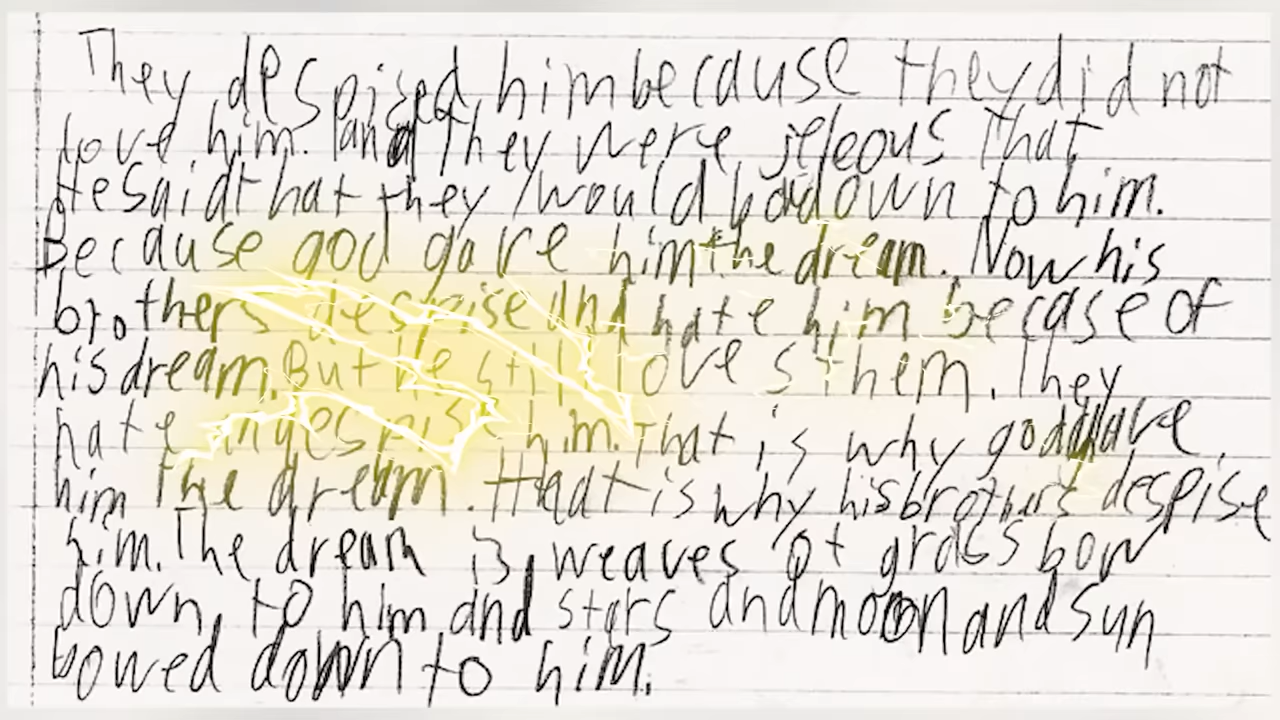 They despised him because they did not
love him. and They were jeleous That
He said that they would bow down to him.
Because god gave him the dream. Now his
brothers despise and hate him becase of
his dream. But he still loves them. They
hate an despise him. That is why god gave
him the dream. that is why his brothers despise
him. The dream is weaves of grass bow
down to him and stars and moon and sun
bowed down to him.